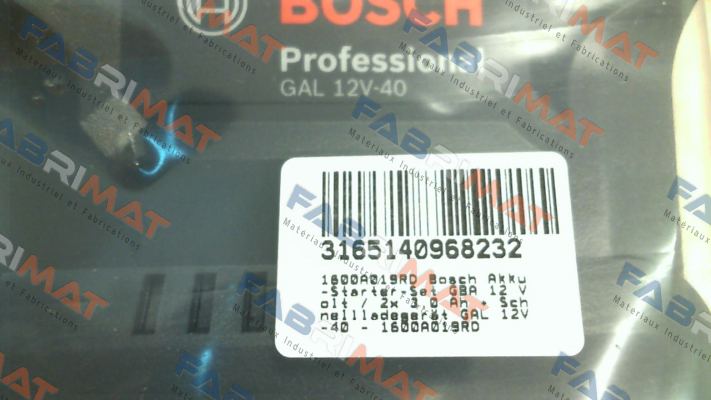 BOSCH
Professional
GAL 12V-40
3165140968232
1600A019RD Bosch Akku
-Starter-Set GBA 12 V
olt / 2x 3,0 Ah + Sch
nellladegerät GAL 12V
-40 - 1600A019RD
FABRIMAT
Materiaux Industriel et Fabrications